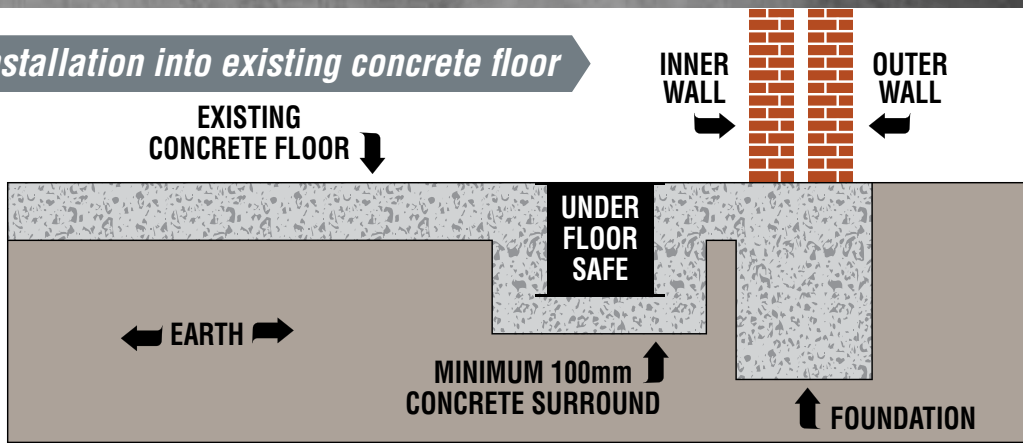 stallation into existing concrete floor
INNER
WALL
OUTER
WALL
EXISTING
CONCRETE FLOOR
UNDER
FLOOR
SAFE
EARTH
MINIMUM 100mm
CONCRETE SURROUND
FOUNDATION